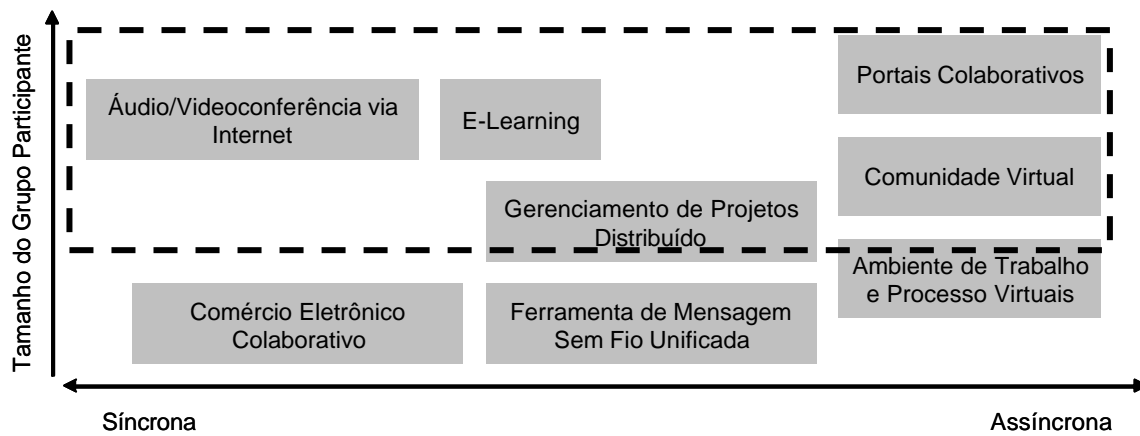 Tamanho do Grupo Participante
Portais Colaborativos
Áudio/Videoconferência via
Internet
E-Learning
Comunidade Virtual
Gerenciamento de Projetos
Distribuído
Ambiente de Trabalho
e Processo Virtuais
Comércio Eletrônico
Colaborativo
Ferramenta de Mensagem
Sem Fio Unificada
Síncrona
Assíncrona